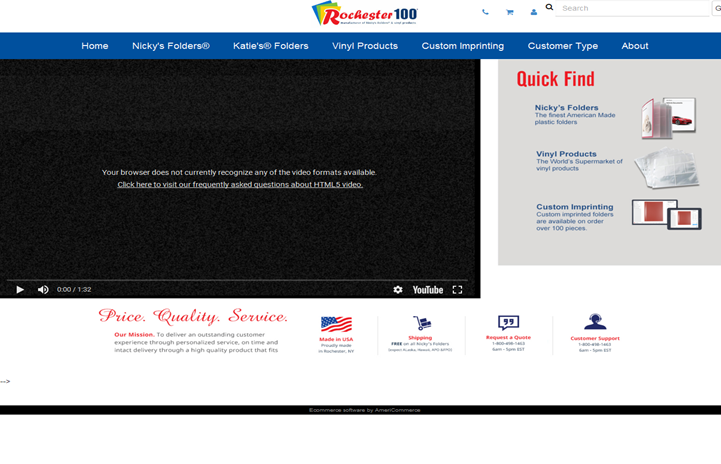 Rochester 100
Search
G
Home
Nicky's Folders®
Katie's® Folders
Vinyl Products
Custom Imprinting
Customer Type
About
Your browser does not currently recognize any of the video formats available.
Click here to visit our frequently asked questions about HTML5 video.
0:00 / 1:32
YouTube
Quick Find
Nicky's Folders
The finest American Made
plastic folders
Vinyl Products
The World's Supermarket of
vinyl products
Custom Imprinting
Custom imprinted folders
are available on order
over 100 pieces.
Price. Quality. Service.
Our Mission. To deliver an outstanding customer
experience through personalized service, on time and
intact delivery through a high quality product that fits
Made in USA
Proudly made
in Rochester, NY
Shipping
FREE on all Nicky's Folders
(except Alaska, Hawaii, APO &FPO)
Request a Quote
1-800-458-1463
8am - 5pm EST
Customer Support
1-800-458-1463
8am - 5pm EST
-->
Ecommerce software by AmeriCommerce